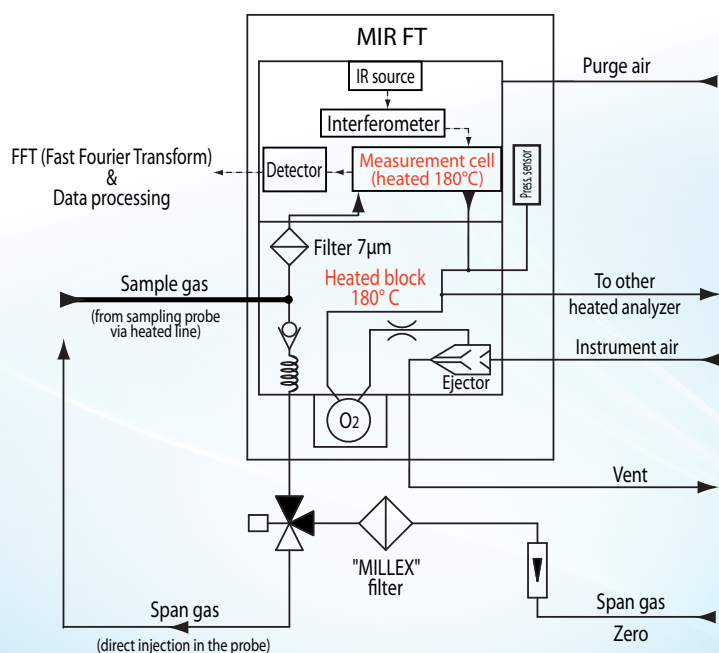 MIR FT
IR source
Purge air
Interferometer
FFT (Fast Fourier Transform)
&
Data processing
Detector
Measurement cell
(heated 180°C)
Press. sensor
Filter 7µm
Sample gas
(from sampling probe
via heated line)
Heated block
180° C
To other
heated analyzer
Instrument air
Ejector
O2
Vent
"MILLEX"
filter
Span gas
(direct injection in the probe)
Span gas
Zero